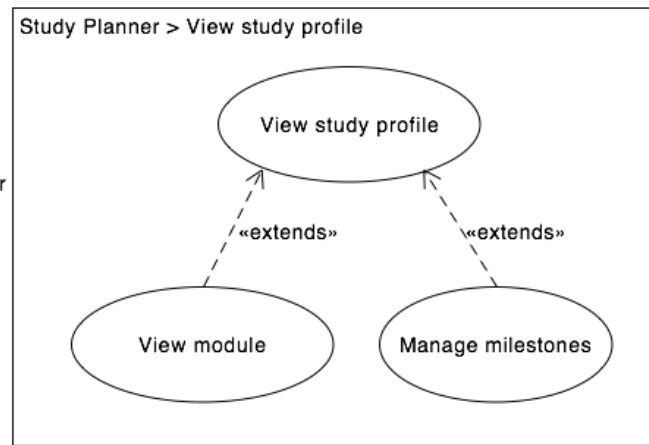 Study Planner > View study profile
View study profile
r
«extends»
«extends»
View module
Manage milestones